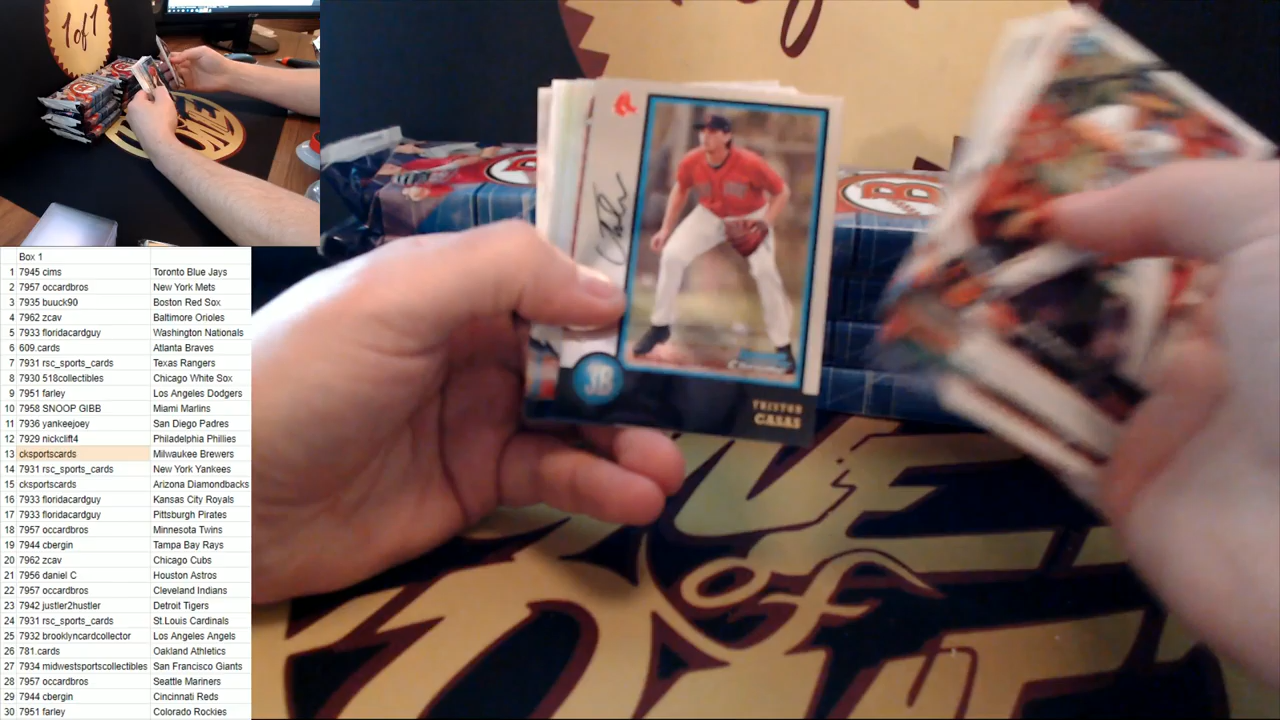 1 of 1
Box 1
1 7945 cims Toronto Blue Jays
2 7957 occardbros New York Mets
3 7935 buuck90 Boston Red Sox
4 7962 zcav Baltimore Orioles
5 7933 floridacardguy Washington Nationals
6 609.cards Atlanta Braves
7 7931 rsc_sports_cards Texas Rangers
8 7930 518collectibles Chicago White Sox
9 7951 farley Los Angeles Dodgers
10 7958 SNOOP GIBB Miami Marlins
11 7936 yankeejoey San Diego Padres
12 7929 nickclift4 Philadelphia Phillies
13 cksportscards Milwaukee Brewers
14 7931 rsc_sports_cards New York Yankees
15 cksportscards Arizona Diamondbacks
16 7933 floridacardguy Kansas City Royals
17 7933 floridacardguy Pittsburgh Pirates
18 7957 occardbros Minnesota Twins
19 7944 cbergin Tampa Bay Rays
20 7962 zcav Chicago Cubs
21 7956 daniel C Houston Astros
22 7957 occardbros Cleveland Indians
23 7942 justler2hustler Detroit Tigers
24 7931 rsc_sports_cards St.Louis Cardinals
25 7932 brooklyncardcollector Los Angeles Angels
26 781.cards Oakland Athletics
27 7934 midwestsportscollectibles San Francisco Giants
28 7957 occardbros Seattle Mariners
29 7944 cbergin Cincinnati Reds
30 7951 farley Colorado Rockies
1B
Chrome
TRISTON
CASAS
of